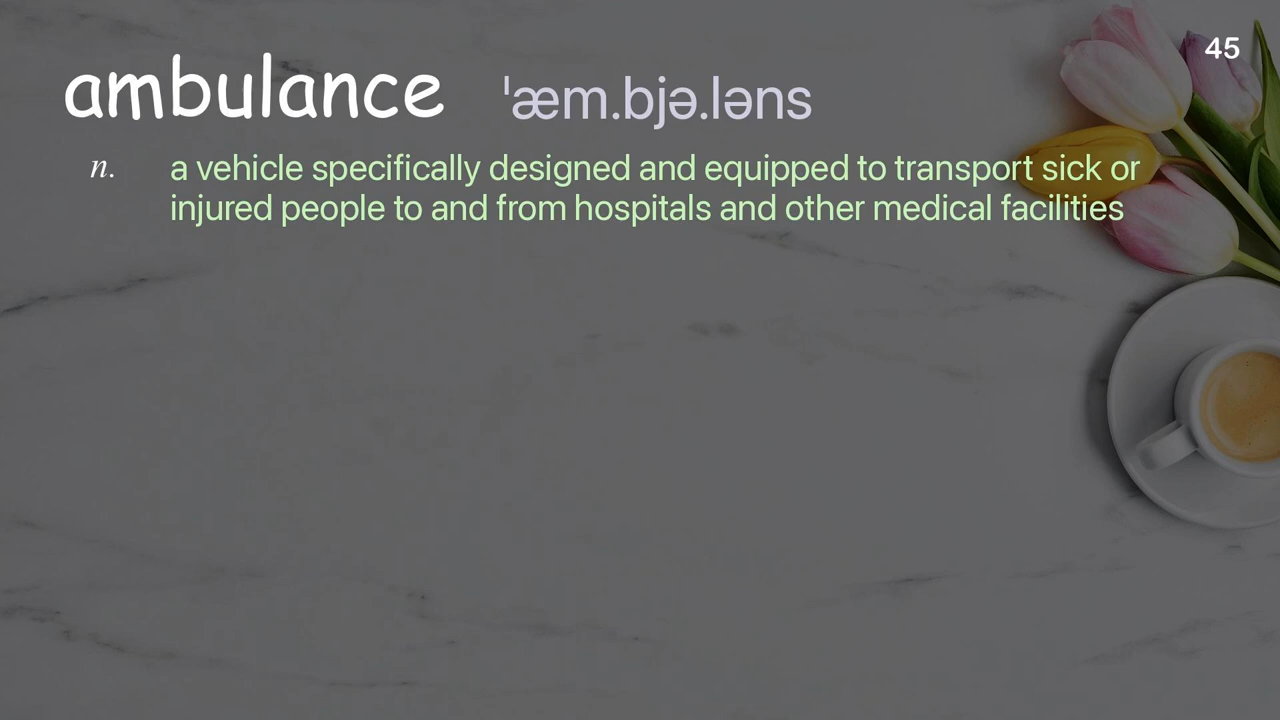 45
ambulance ˈæm.bjə.ləns
n. a vehicle specifically designed and equipped to transport sick or
injured people to and from hospitals and other medical facilities